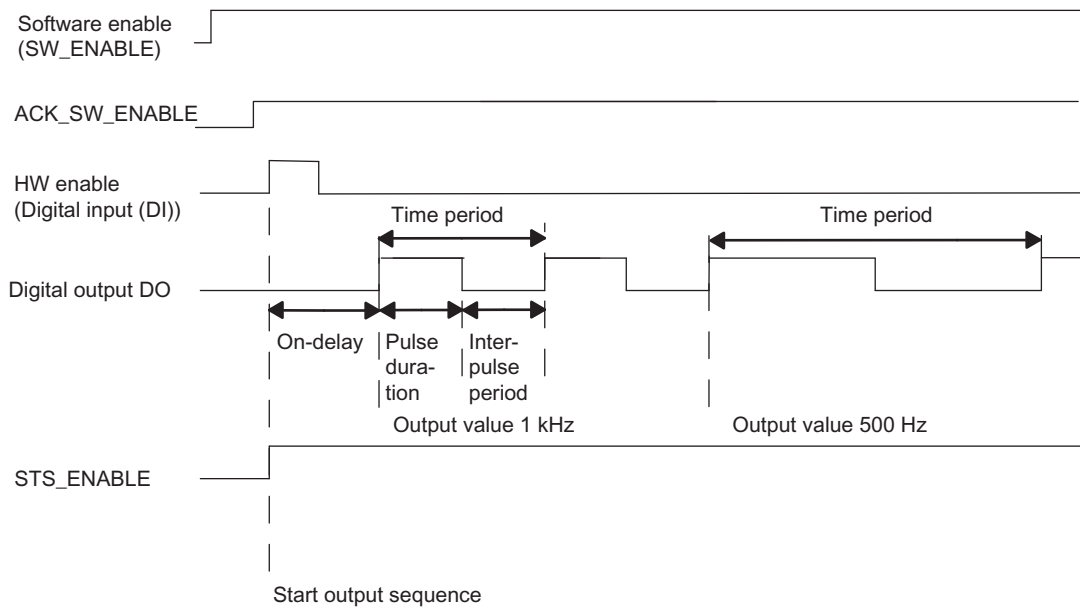 Software enable
(SW_ENABLE)
ACK_SW_ENABLE
HW enable
(Digital input (DI))
Time period
Time period
Digital output DO
On-delay
Pulse
dura-
tion
Inter-
pulse
period
Output value 1 kHz
Output value 500 Hz
STS_ENABLE
Start output sequence